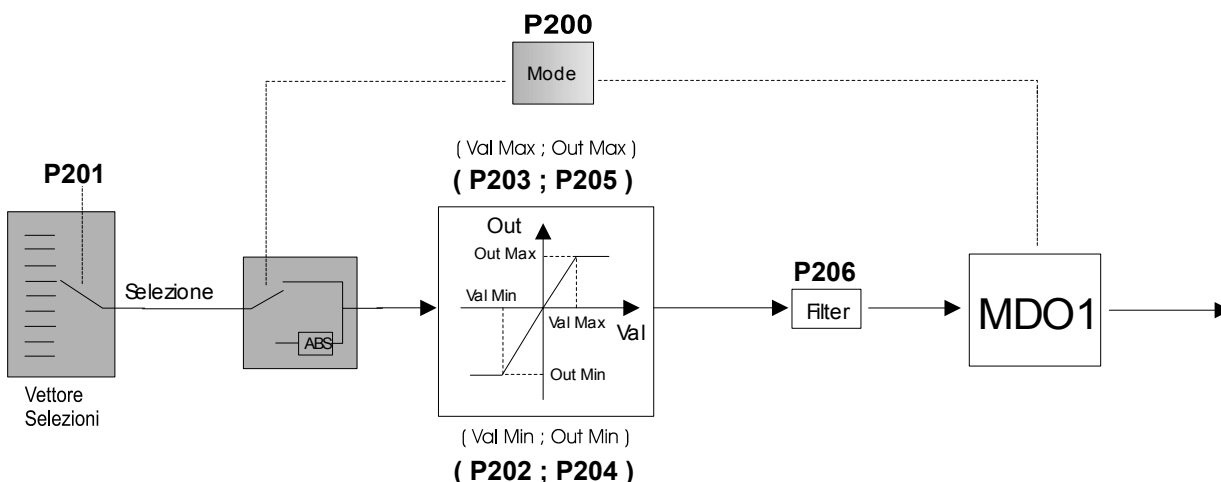 P200
Mode
( Val Max ; Out Max )
( P203 ; P205 )
P201
Out
Out Max
Val Min
Val Max
Val
Out Min
Selezione
ABS
P206
Filter
MDO1
Vettore
Selezioni
( Val Min ; Out Min )
( P202 ; P204 )